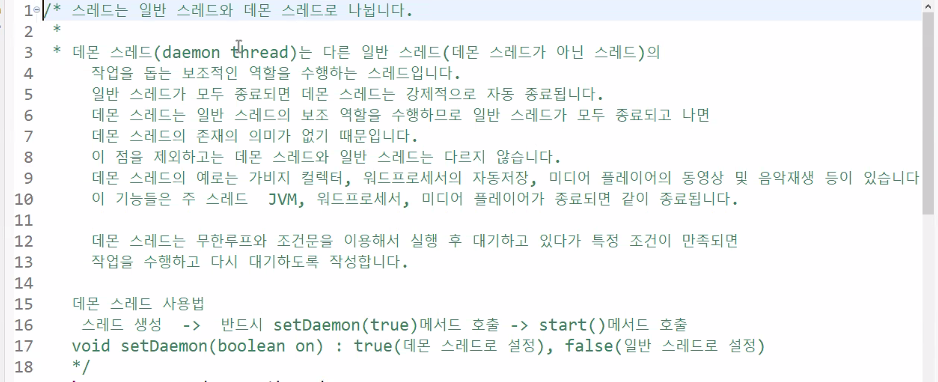 1 /* 스레드는 일반 스레드와 데몬 스레드로 나뉩니다.
2 *
3 * 데몬 스레드(daemon thread)는 다른 일반 스레드(데몬 스레드가 아닌 스레드)의
4 작업을 돕는 보조적인 역할을 수행하는 스레드입니다.
5 일반 스레드가 모두 종료되면 데몬 스레드는 강제적으로 자동 종료됩니다.
6 데몬 스레드는 일반 스레드의 보조 역할을 수행하므로 일반 스레드가 모두 종료되고 나면
7 데몬 스레드의 존재의 의미가 없기 때문입니다.
8 이 점을 제외하고는 데몬 스레드와 일반 스레드는 다르지 않습니다.
9 데몬 스레드의 예로는 가비지 컬렉터, 워드프로세서의 자동저장, 미디어 플레이어의 동영상 및 음악재생 등이 있습니다
10 이 기능들은 주 스레드 JVM, 워드프로세서, 미디어 플레이어가 종료되면 같이 종료됩니다.
11
12 데몬 스레드는 무한루프와 조건문을 이용해서 실행 후 대기하고 있다가 특정 조건이 만족되면
13 작업을 수행하고 다시 대기하도록 작성합니다.
14
15 데몬 스레드 사용법
16 스레드 생성 -> 반드시 setDaemon(true)메서드 호출 -> start()메서드 호출
17 void setDaemon(boolean on) : true(데몬 스레드로 설정), false(일반 스레드로 설정)
18 */